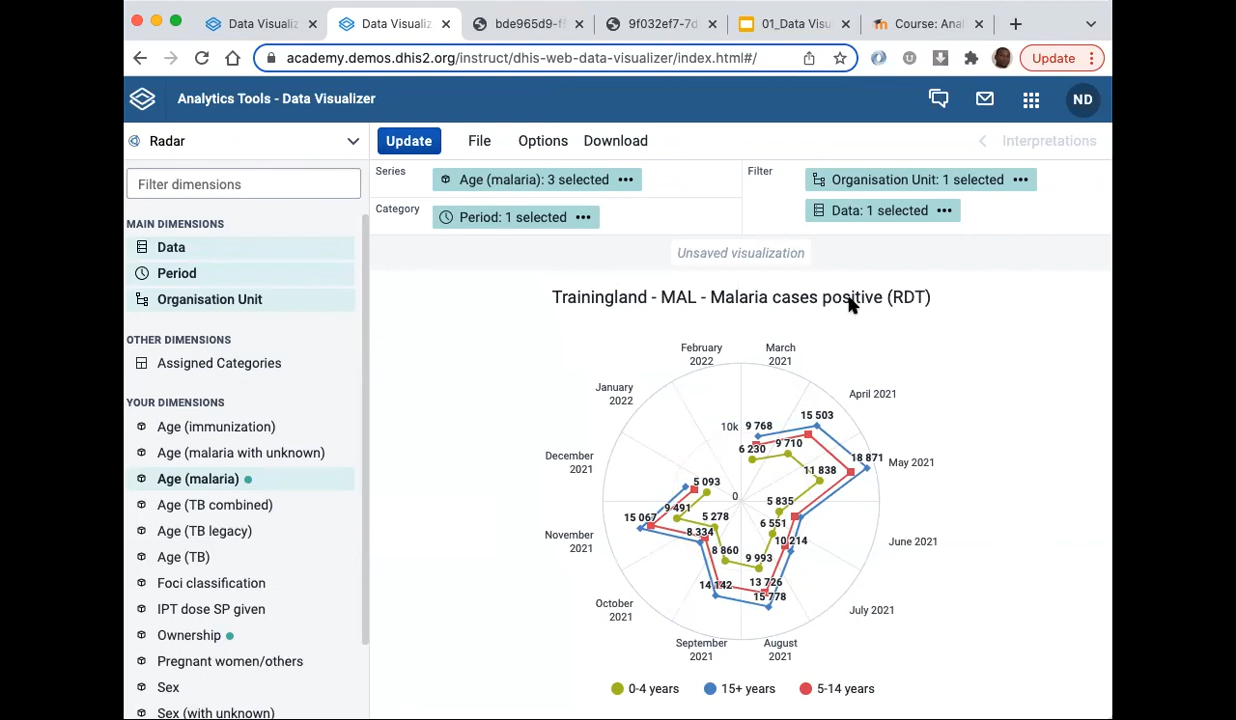 Data Visualiz
Data Visualiz
bde965d9-f
9f032ef7-7d
01_Data Visu
Course: Ana
academy.demos.dhis2.org/instruct/dhis-web-data-visualizer/index.html#/
Update
Analytics Tools - Data Visualizer
ND
Radar
Update
File
Options
Download
Interpretations
Filter dimensions
Series
Age (malaria): 3 selected
Filter
Organisation Unit: 1 selected
Category
Period: 1 selected
Data: 1 selected
MAIN DIMENSIONS
Data
Period
Organisation Unit
OTHER DIMENSIONS
Assigned Categories
YOUR DIMENSIONS
Age (immunization)
Age (malaria with unknown)
Age (malaria)
Age (TB combined)
Age (TB legacy)
Age (TB)
Foci classification
IPT dose SP given
Ownership
Pregnant women/others
Sex
Sex (with unknown)
Unsaved visualization
Trainingland - MAL - Malaria cases positive (RDT)
February
2022
March
2021
January
2022
April 2021
15 503
10k
9 768
6 230
9 710
December
2021
18 871
May 2021
11 838
5 093
0
5 835
9 491
15 067
5 278
6 551
November
2021
8 334
10 214
June 2021
8 860
9 993
14 142
13 726
15 778
October
2021
July 2021
September
2021
August
2021
0-4 years
15+ years
5-14 years